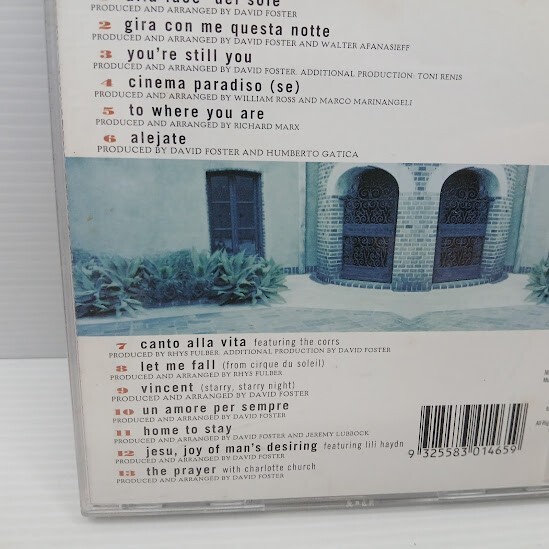 alla luce del sole
PRODUCED AND ARRANGED BY DAVID FOSTER
2 gira con me questa notte
PRODUCED AND ARRANGED BY DAVID FOSTER AND WALTER AFANASIEFF
3 you're still you
PRODUCED AND ARRANGED BY DAVID FOSTER. ADDITIONAL PRODUCTION: TONI RENIS
4 cinema paradiso (se)
PRODUCED AND ARRANGED BY WILLIAM ROSS AND MARCO MARINANGELI
5 to where you are
PRODUCED AND ARRANGED BY RICHARD MARX
6 alejate
PRODUCED BY DAVID FOSTER AND HUMBERTO GATICA
7 canto alla vita featuring the corrs
PRODUCED BY RHYS FULBER. ADDITIONAL PRODUCTION BY DAVID FOSTER
8 let me fall (from cirque du soleil)
PRODUCED AND ARRANGED BY RHYS FULBER
9 vincent (starry, starry night)
PRODUCED AND ARRANGED BY DAVID FOSTER
10 un amore per sempre
PRODUCED AND ARRANGED BY DAVID FOSTER
11 home to stay
PRODUCED AND ARRANGED BY DAVID FOSTER AND JEREMY LUBBOCK
12 jesu, joy of man's desiring featuring lili haydn
PRODUCED AND ARRANGED BY DAVID FOSTER
13 the prayer with charlotte church
PRODUCED AND ARRANGED BY DAVID FOSTER
9 325583 014659